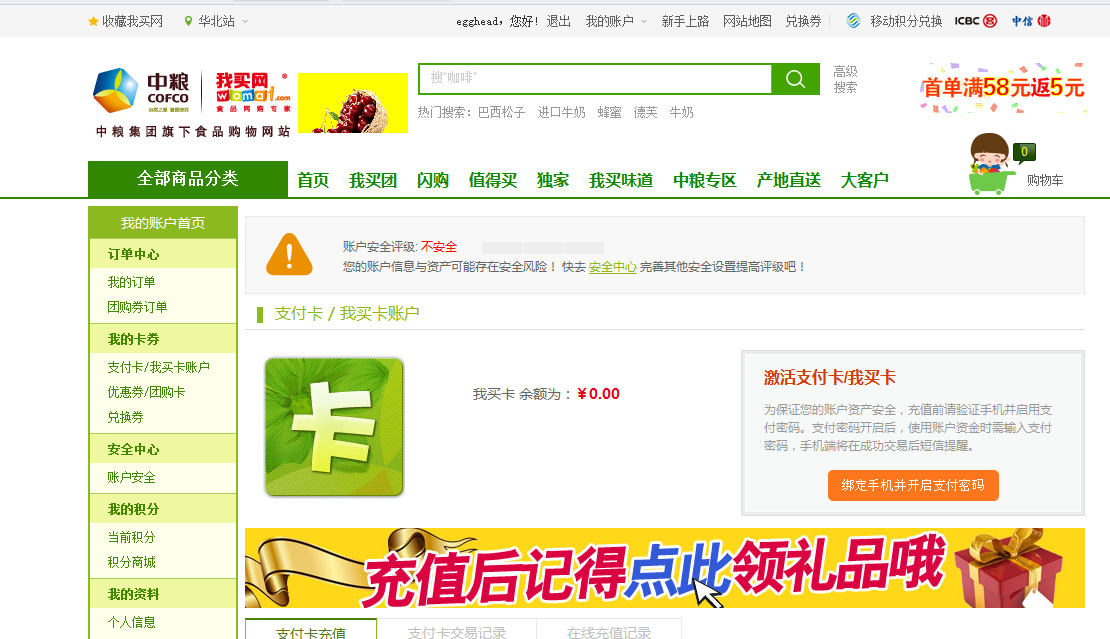 收藏我买网 华北站 egghead，您好！ 退出 我的账户 新手上路 网站地图 兑换券 移动积分兑换 ICBC 中信
中粮 COFCO 我买网 womai.com 食品网购专家
中粮集团旗下食品购物网站
搜"咖啡"
高级搜索
热门搜索： 巴西松子 进口牛奶 蜂蜜 德芙 牛奶
首单满58元返5元
0
购物车
全部商品分类 首页 我买团 闪购 值得买 独家 我买味道 中粮专区 产地直送 大客户
我的账户首页
订单中心
我的订单
团购券订单
我的卡券
支付卡/我买卡账户
优惠券/团购卡
兑换券
安全中心
账户安全
我的积分
当前积分
积分商城
我的资料
个人信息
账户安全评级: 不安全
您的账户信息与资产可能存在安全风险！ 快去 安全中心 完善其他安全设置提高评级吧！
支付卡 / 我买卡账户
卡
我买卡 余额为： ￥0.00
激活支付卡/我买卡
为保证您的账户资产安全，充值前请验证手机并启用支
付密码。支付密码开启后，使用账户资金时需输入支付
密码，手机端将在成功交易后短信提醒。
绑定手机并开启支付密码
充值后记得点此领礼品哦
支付卡充值 支付卡交易记录 在线充值记录